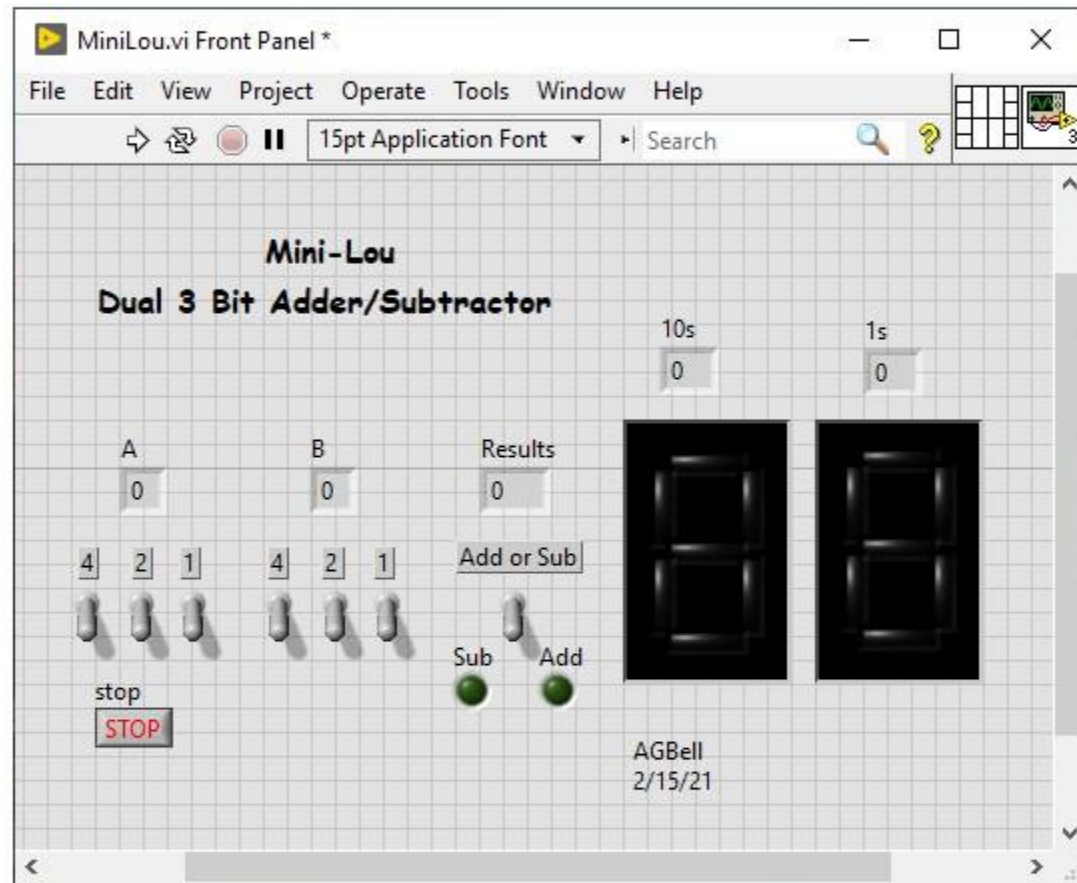 MiniLou.vi Front Panel *
File Edit View Project Operate Tools Window Help
15pt Application Font Search ? 3
Mini-Lou
Dual 3 Bit Adder/Subtractor
10s 1s
0 0
A B Results
0 0 0
4 2 1 4 2 1 Add or Sub
Sub Add
stop
STOP
AGBell
2/15/21